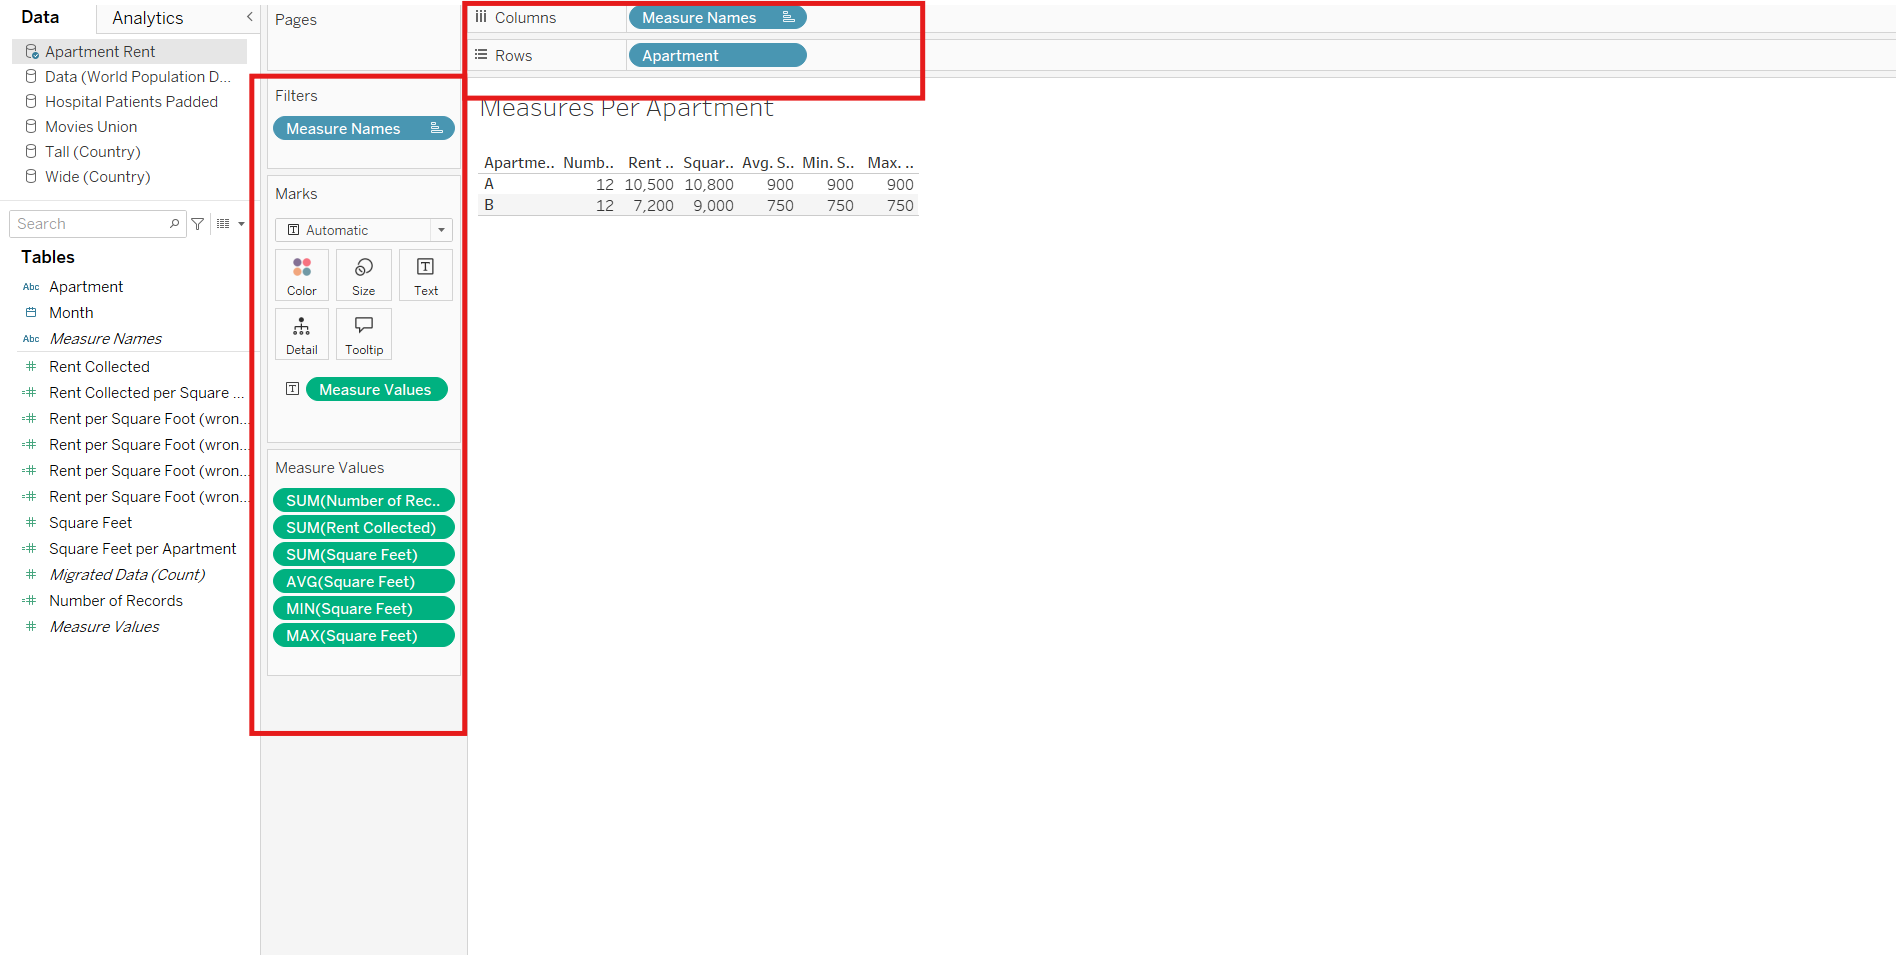 Data
Analytics
Apartment Rent
Data (World Population D...
Hospital Patients Padded
Movies Union
Tall (Country)
Wide (Country)
Search
Tables
Abc Apartment
Month
Abc Measure Names
Rent Collected
Rent Collected per Square ...
Rent per Square Foot (wron...
Rent per Square Foot (wron...
Rent per Square Foot (wron...
Rent per Square Foot (wron...
Square Feet
Square Feet per Apartment
Migrated Data (Count)
Number of Records
Measure Values
Pages
Filters
Measure Names
Marks
T Automatic
Color Size Text
Detail Tooltip
T Measure Values
Measure Values
SUM(Number of Rec..
SUM(Rent Collected)
SUM(Square Feet)
AVG(Square Feet)
MIN(Square Feet)
MAX(Square Feet)
Columns Measure Names
Rows Apartment
Measures Per Apartment
Apartme.. Numb.. Rent .. Squar.. Avg. S.. Min. S.. Max. ..
A 12 10,500 10,800 900 900 900
B 12 7,200 9,000 750 750 750